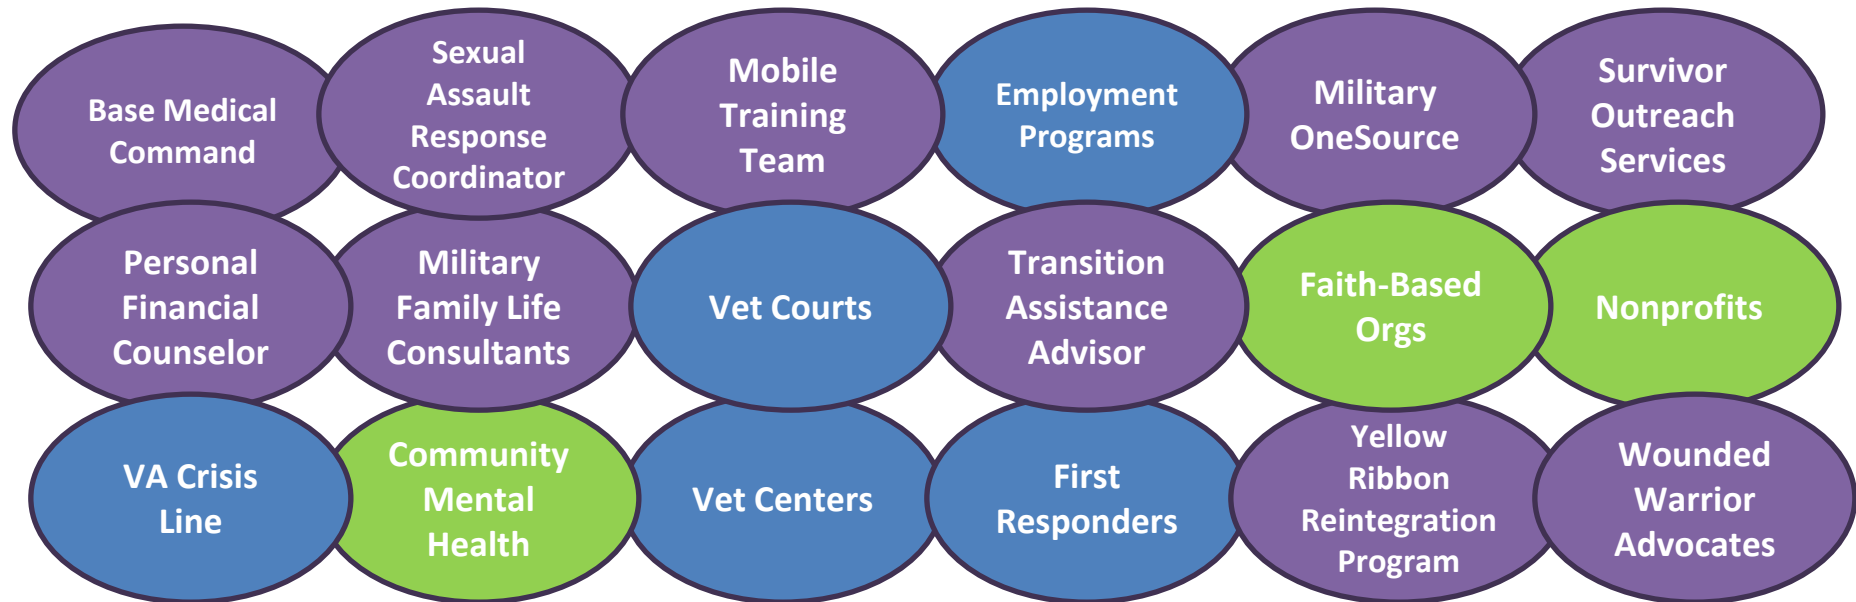 Base Medical
Command
Sexual
Assault
Response
Coordinator
Mobile
Training
Team
Employment
Programs
Military
OneSource
Survivor
Outreach
Services
Personal
Financial
Counselor
Military
Family Life
Consultants
Vet Courts
Transition
Assistance
Advisor
Faith-Based
Orgs
Nonprofits
VA Crisis
Line
Community
Mental
Health
Vet Centers
First
Responders
Yellow
Ribbon
Reintegration
Program
Wounded
Warrior
Advocates